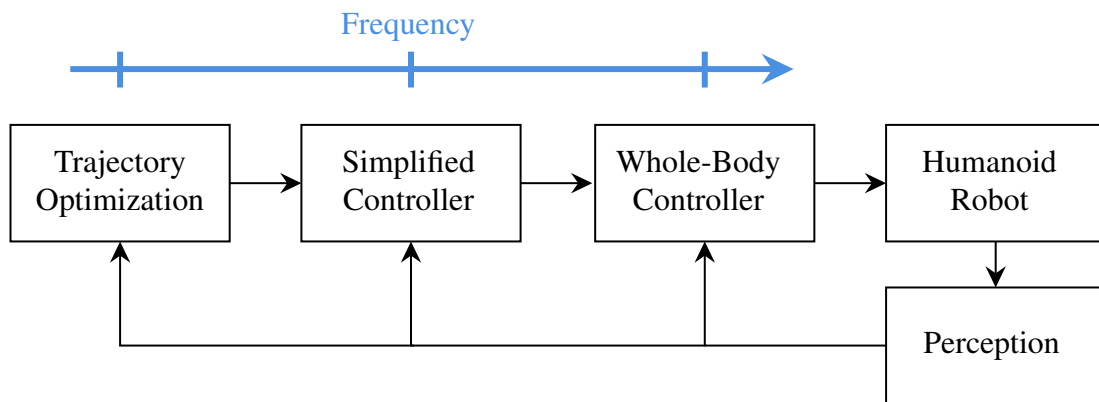 Frequency
Trajectory
Optimization
Simplified
Controller
Whole-Body
Controller
Humanoid
Robot
Perception